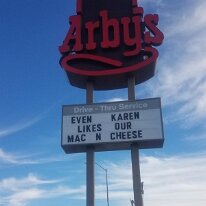 Arby's
Drive - Thru Service
EVEN KAREN
LIKES OUR
MAC N CHEESE